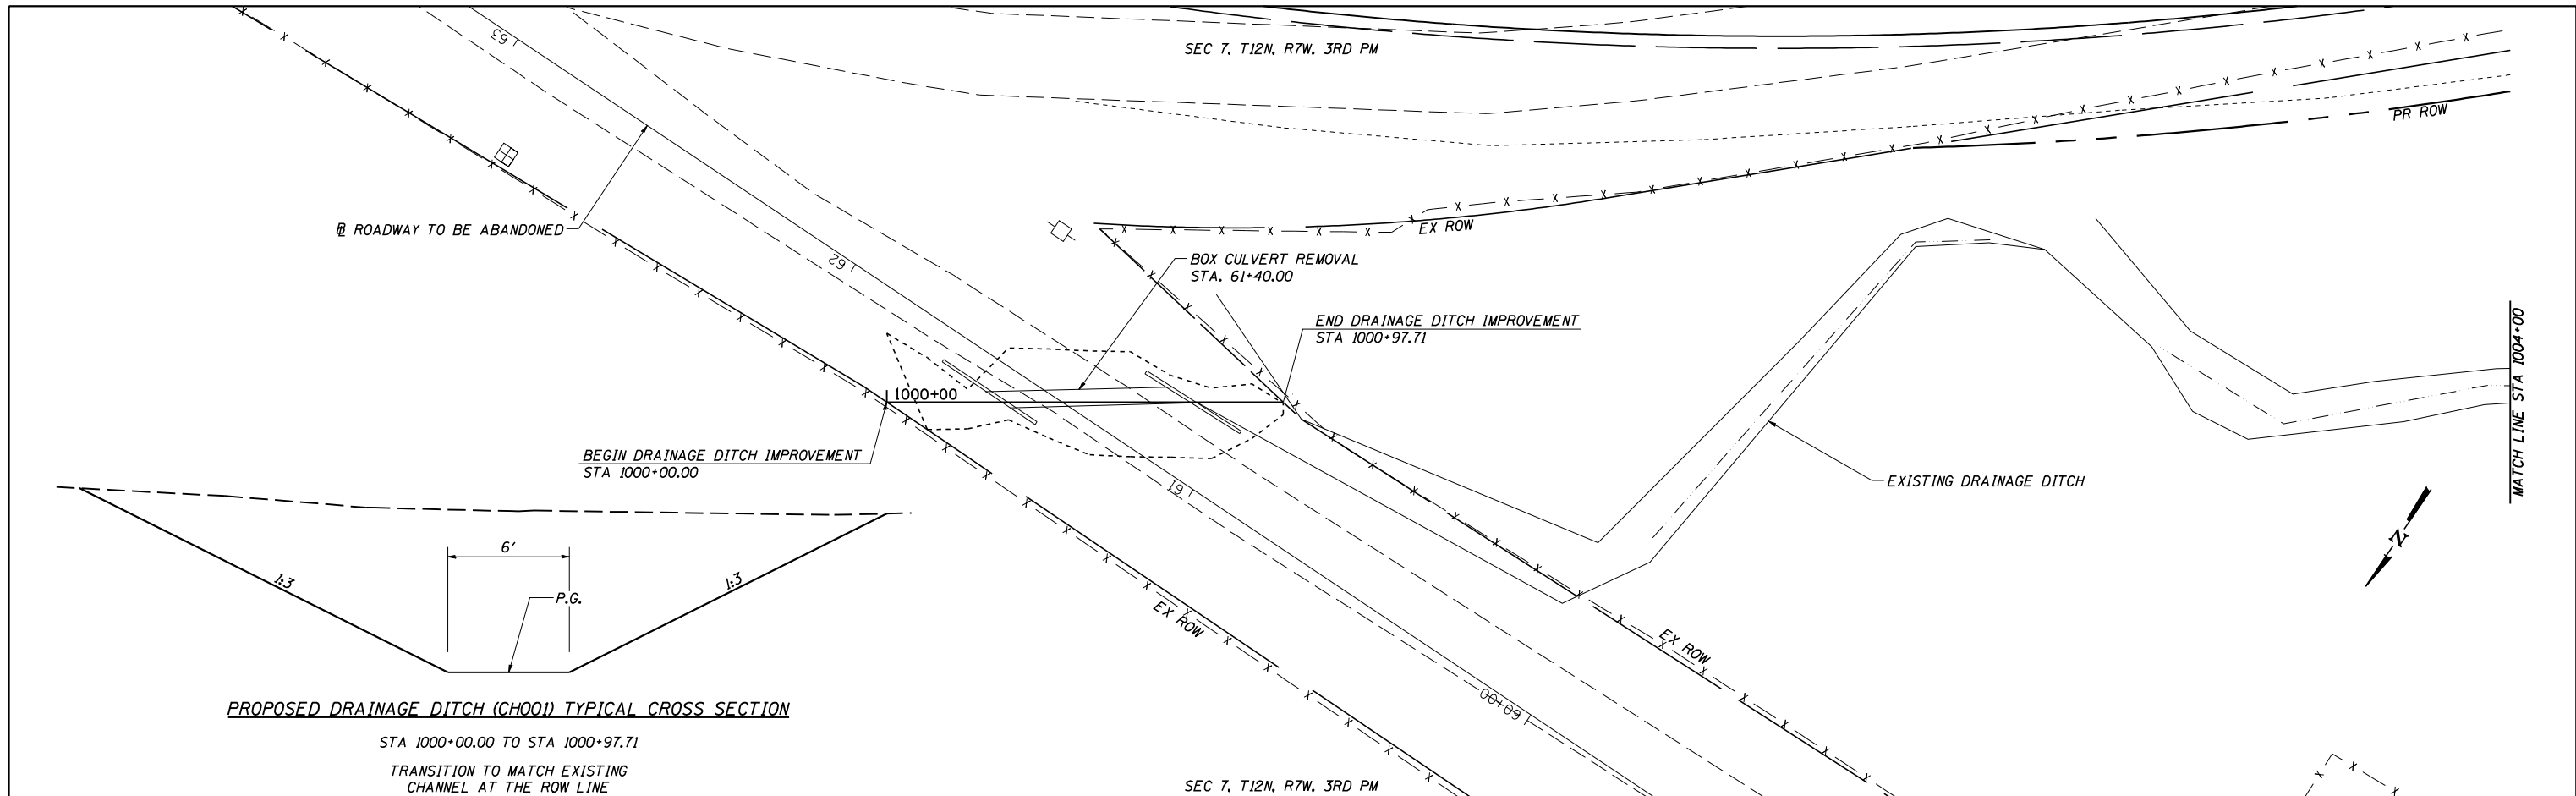 63
SEC 7, T12N, R7W, 3RD PM
PR ROW
℄ ROADWAY TO BE ABANDONED
EX ROW
62
BOX CULVERT REMOVAL
STA. 61+40.00
END DRAINAGE DITCH IMPROVEMENT
STA 1000+97.71
MATCH LINE STA 1004+00
1000+00
BEGIN DRAINAGE DITCH IMPROVEMENT
STA 1000+00.00
61
EXISTING DRAINAGE DITCH
N
6'
1:3
1:3
P.G.
EX ROW
EX ROW
60+00
PROPOSED DRAINAGE DITCH (CH001) TYPICAL CROSS SECTION
STA 1000+00.00 TO STA 1000+97.71
TRANSITION TO MATCH EXISTING
CHANNEL AT THE ROW LINE
SEC 7, T12N, R7W, 3RD PM